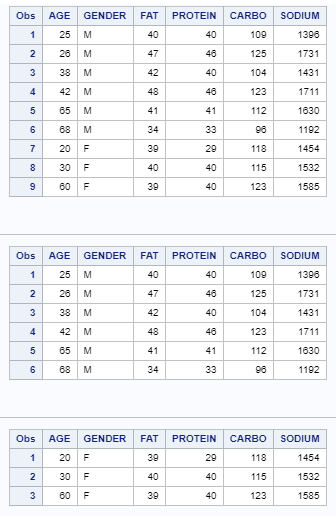 Obs AGE GENDER FAT PROTEIN CARBO SODIUM
1 25 M 40 40 109 1396
2 26 M 47 46 125 1731
3 38 M 42 40 104 1431
4 42 M 48 46 123 1711
5 65 M 41 41 112 1630
6 68 M 34 33 96 1192
7 20 F 39 29 118 1454
8 30 F 40 40 115 1532
9 60 F 39 40 123 1585
Obs AGE GENDER FAT PROTEIN CARBO SODIUM
1 25 M 40 40 109 1396
2 26 M 47 46 125 1731
3 38 M 42 40 104 1431
4 42 M 48 46 123 1711
5 65 M 41 41 112 1630
6 68 M 34 33 96 1192
Obs AGE GENDER FAT PROTEIN CARBO SODIUM
1 20 F 39 29 118 1454
2 30 F 40 40 115 1532
3 60 F 39 40 123 1585